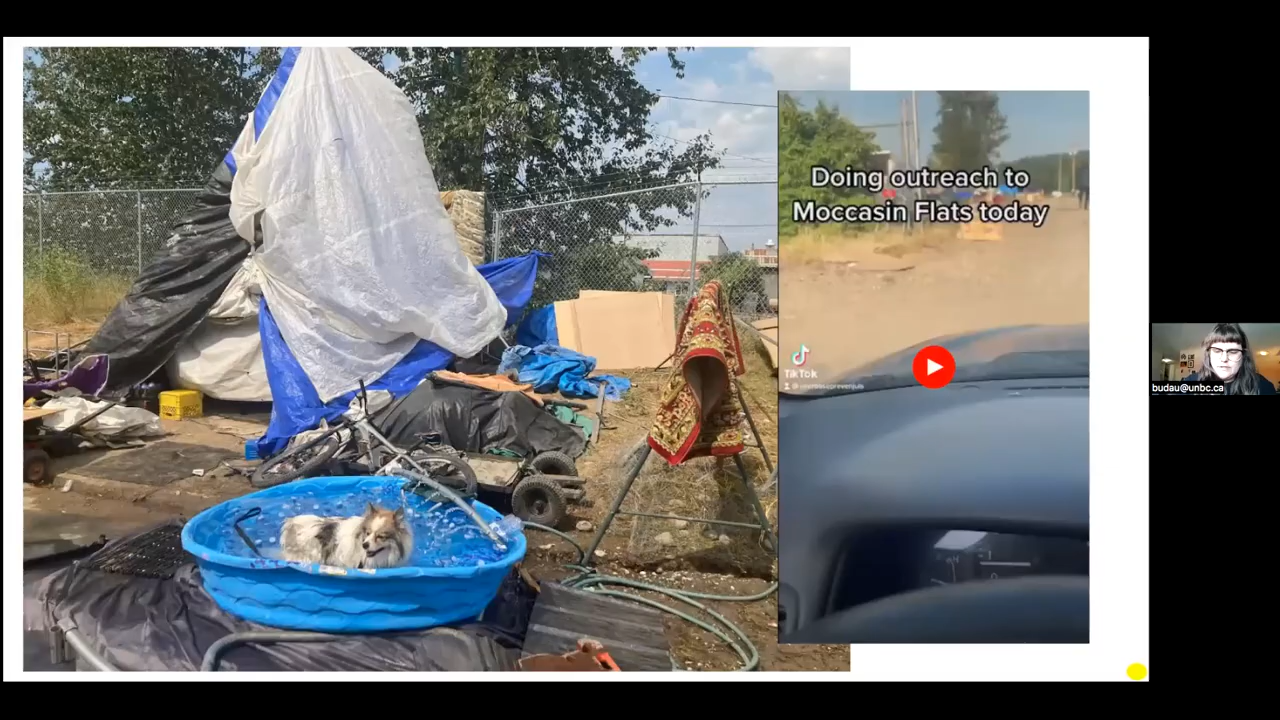 Doing outreach to
Moccasin Flats today
TikTok
budau@unbc.ca